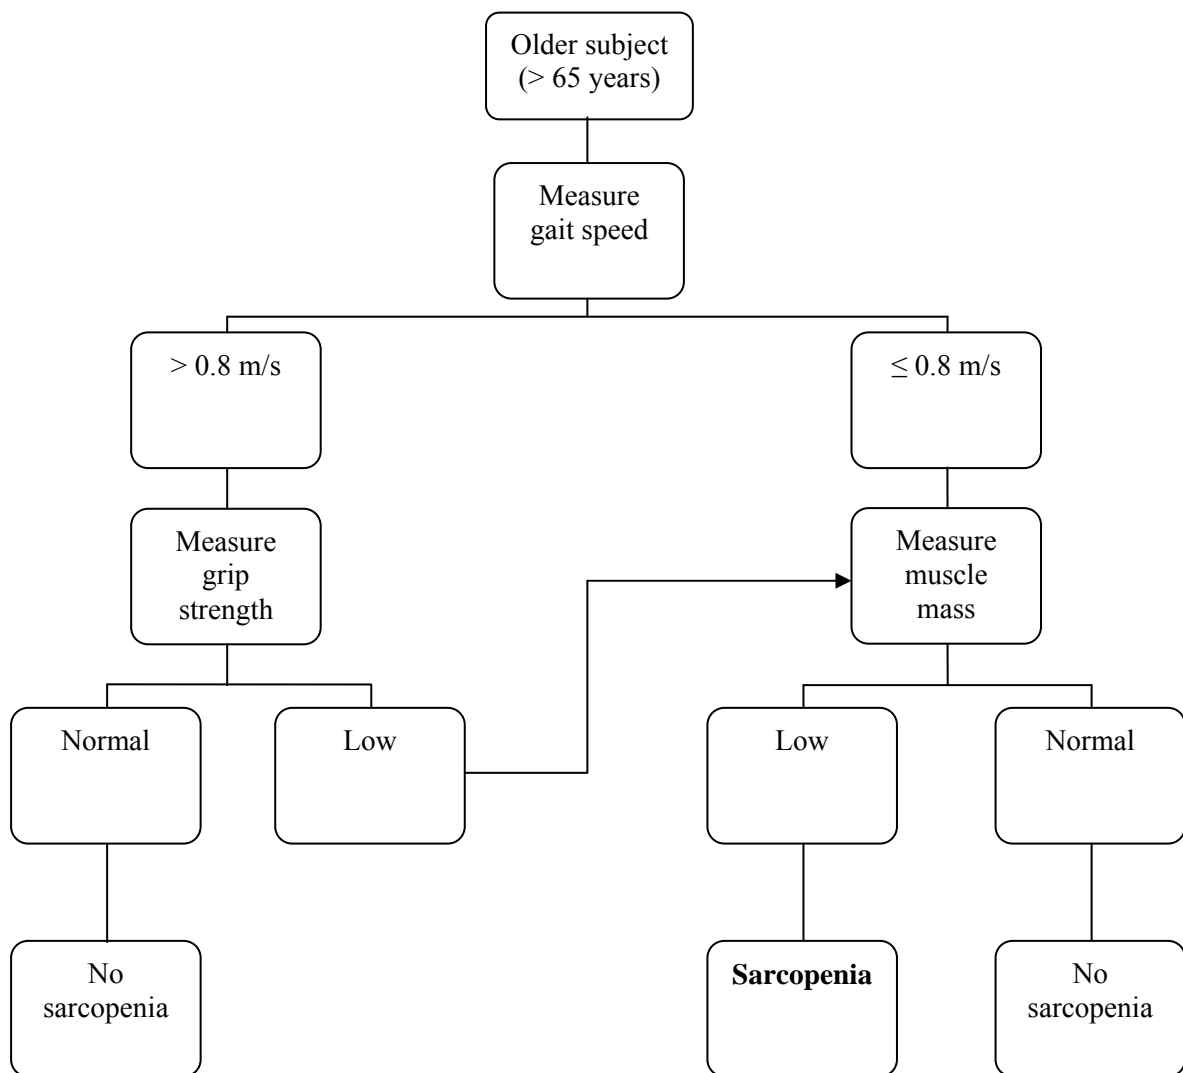 Older subject
(> 65 years)
Measure
gait speed
> 0.8 m/s
≤ 0.8 m/s
Measure
grip
strength
Measure
muscle
mass
Normal
Low
Low
Normal
No
sarcopenia
Sarcopenia
No
sarcopenia